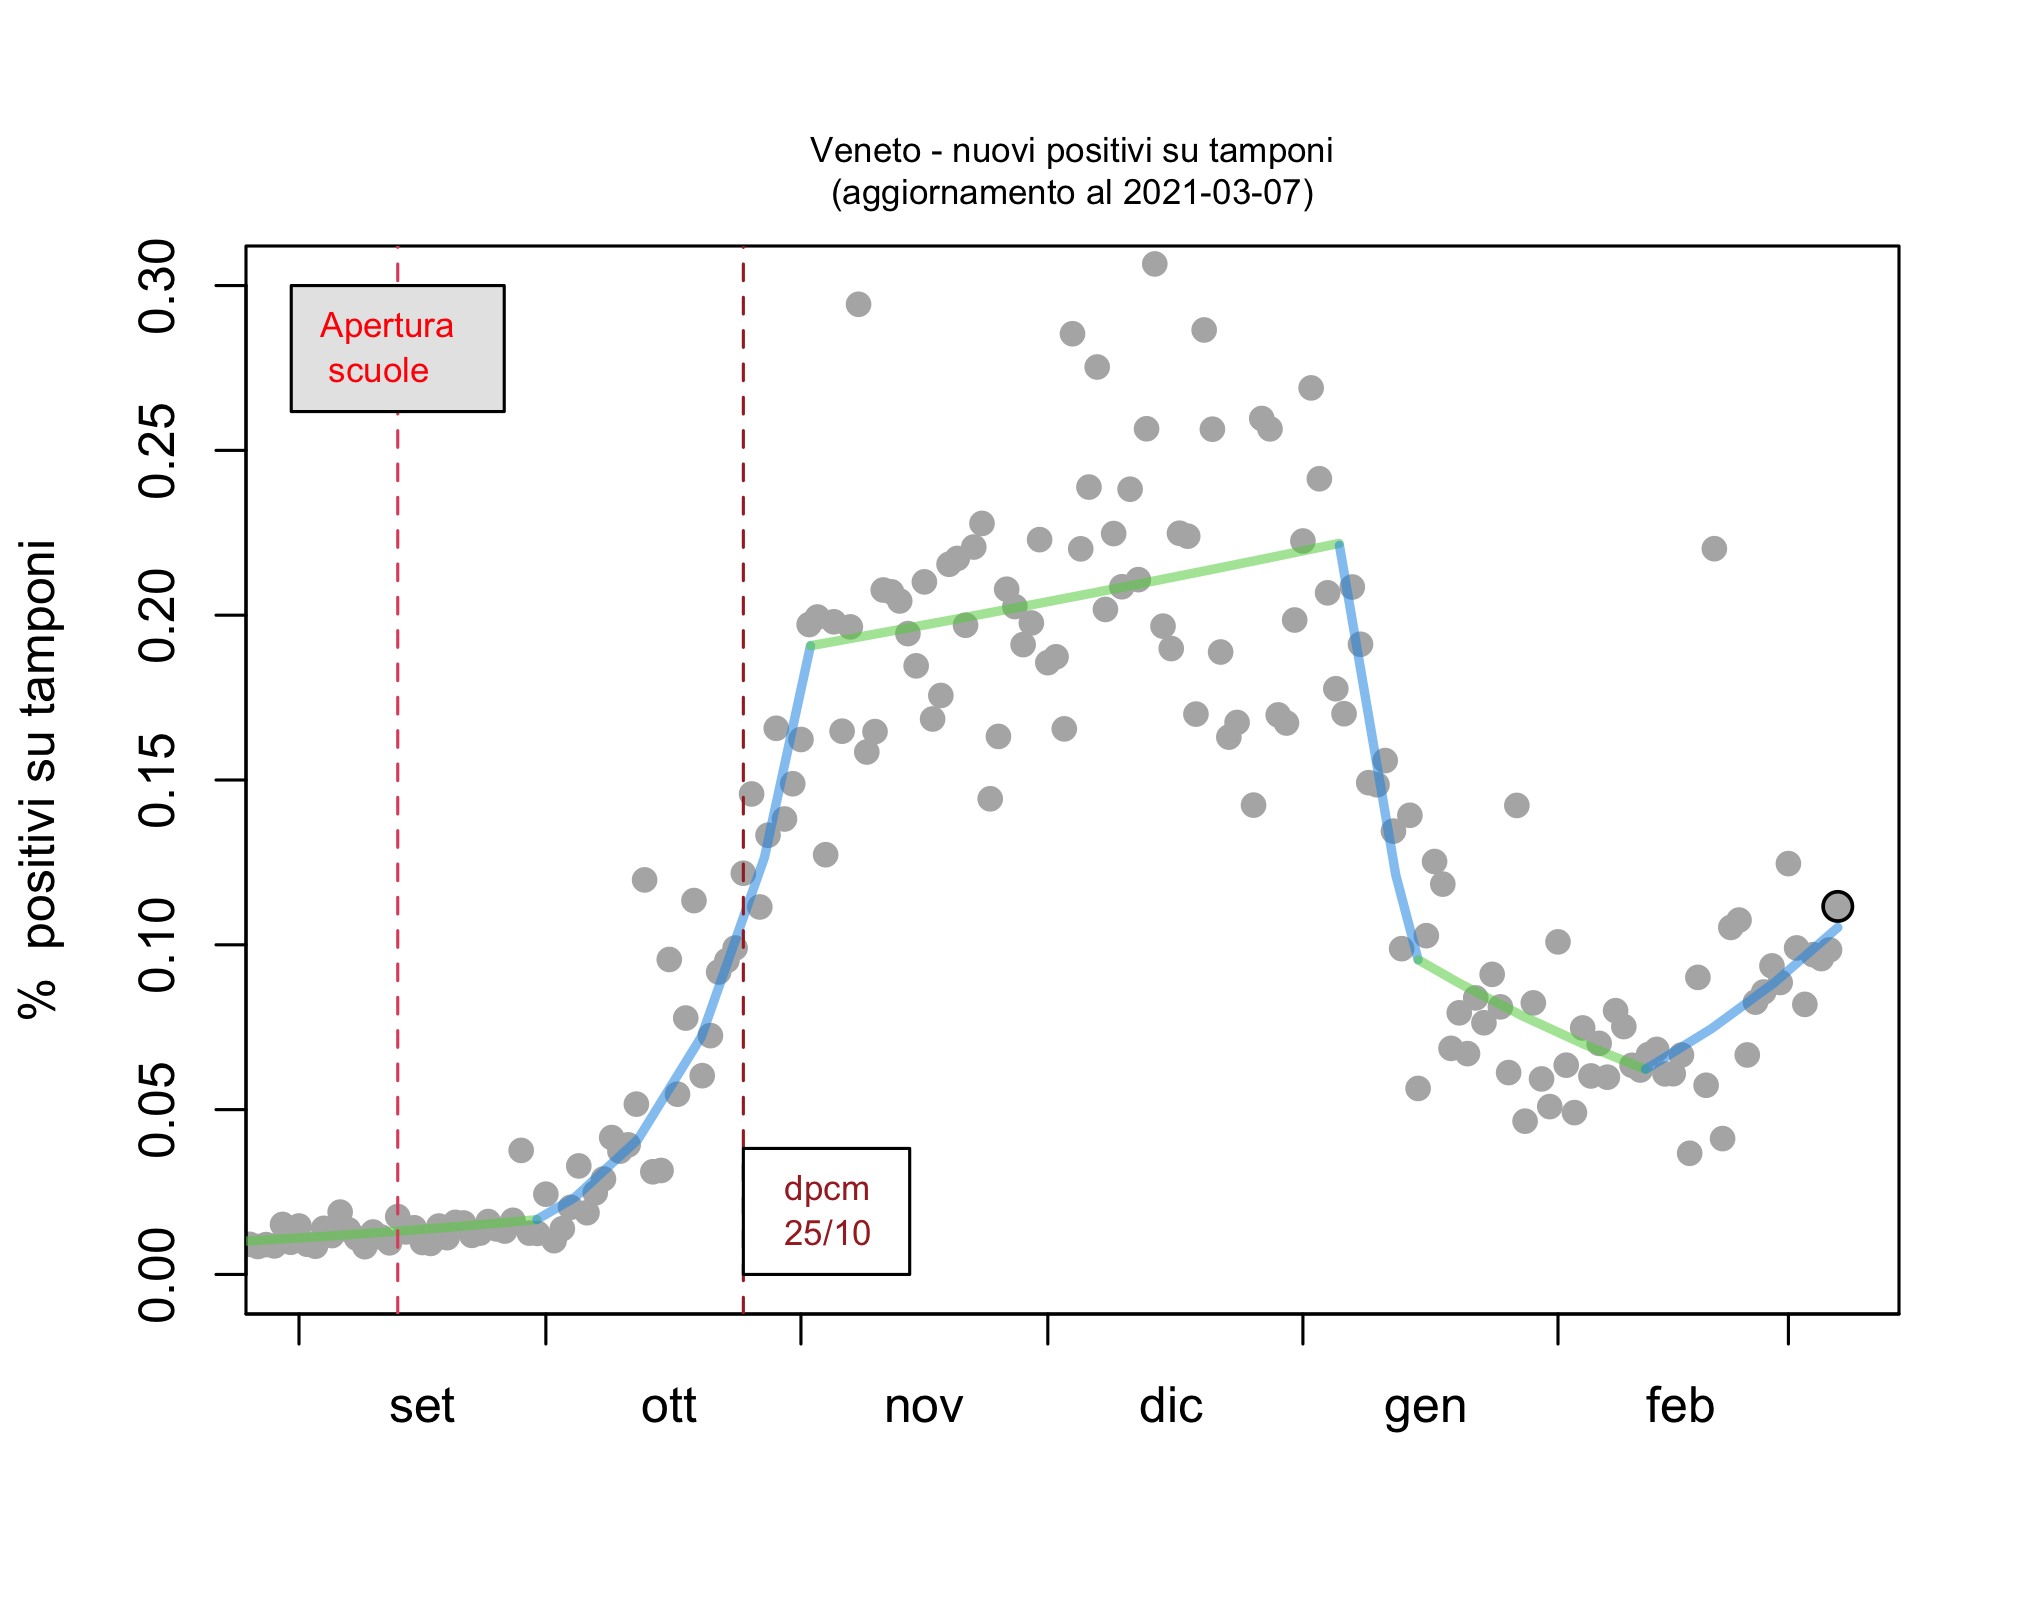 Veneto - nuovi positivi su tamponi
(aggiornamento al 2021-03-07)
% positivi su tamponi
0.30
0.25
0.20
0.15
0.10
0.05
0.00
Apertura
scuole
dpcm
25/10
set
ott
nov
dic
gen
feb